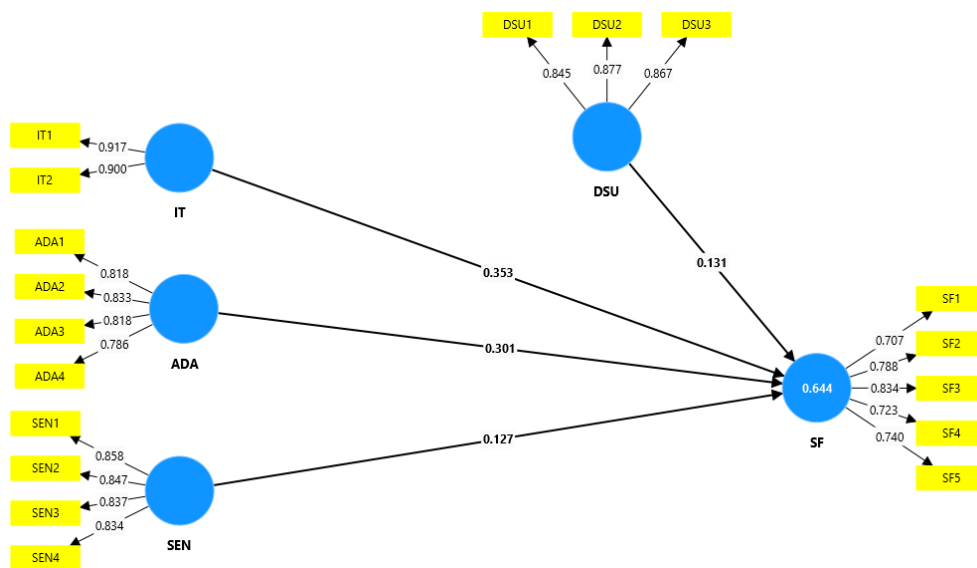 DSU1 DSU2 DSU3
0.845 0.877 0.867
DSU
IT1
IT2
0.917
0.900
IT
ADA1
ADA2
ADA3
ADA4
0.818
0.833
0.818
0.786
ADA
SEN1
SEN2
SEN3
SEN4
0.858
0.847
0.837
0.834
SEN
0.353
0.301
0.127
0.131
0.644
SF
0.707
0.788
0.834
0.723
0.740
SF1
SF2
SF3
SF4
SF5